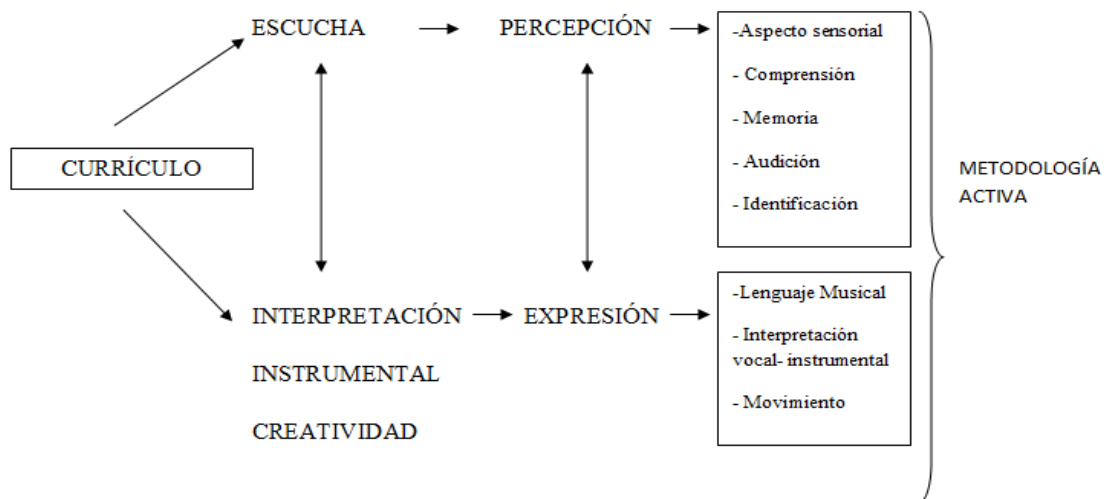 ESCUCHA
PERCEPCIÓN
-Aspecto sensorial
- Comprensión
- Memoria
- Audición
- Identificación
CURRÍCULO
METODOLOGÍA
ACTIVA
INTERPRETACIÓN
INSTRUMENTAL
CREATIVIDAD
EXPRESIÓN
-Lenguaje Musical
- Interpretación
vocal- instrumental
- Movimiento